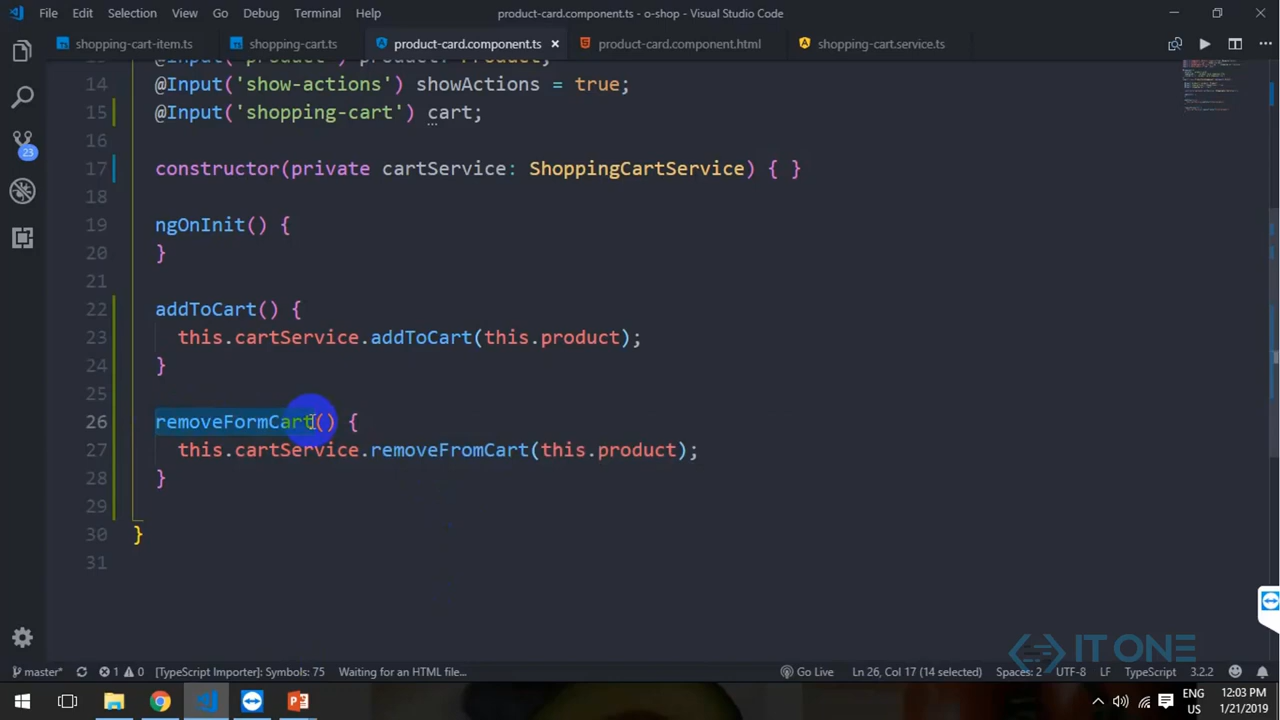 File Edit Selection View Go Debug Terminal Help product-card.component.ts - o-shop - Visual Studio Code
shopping-cart-item.ts shopping-cart.ts product-card.component.ts product-card.component.html shopping-cart.service.ts
13 @Input('product') product: Product;
14 @Input('show-actions') showActions = true;
15 @Input('shopping-cart') cart;
16
17 constructor(private cartService: ShoppingCartService) { }
18
19 ngOnInit() {
20 }
21
22 addToCart() {
23 this.cartService.addToCart(this.product);
24 }
25
26 removeFormCart() {
27 this.cartService.removeFromCart(this.product);
28 }
29
30 }
31
23
IT ONE
master* 1 0 [TypeScript Importer]: Symbols: 75 Waiting for an HTML file... Go Live Ln 26, Col 17 (14 selected) UTF-8 LF TypeScript 3.2.2
ENG 12:03 PM
US 1/21/2019